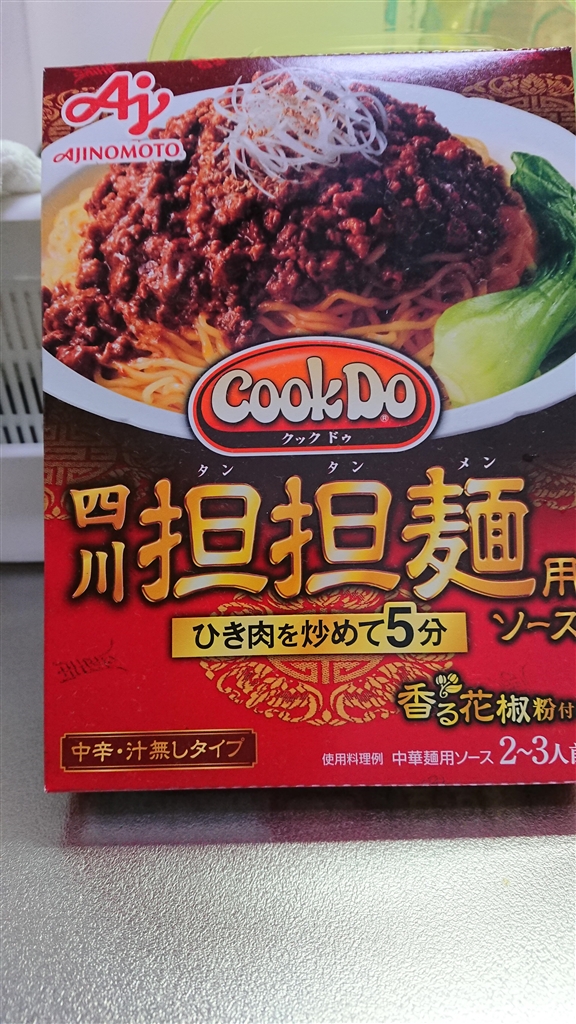 Aj
AJINOMOTO
CookDo®
クックドゥ
タン タン メン
四川担担麺用
ソース
ひき肉を炒めて5分
香る花椒粉付
中辛・汁無しタイプ
使用料理例 中華麺用ソース 2~3人前